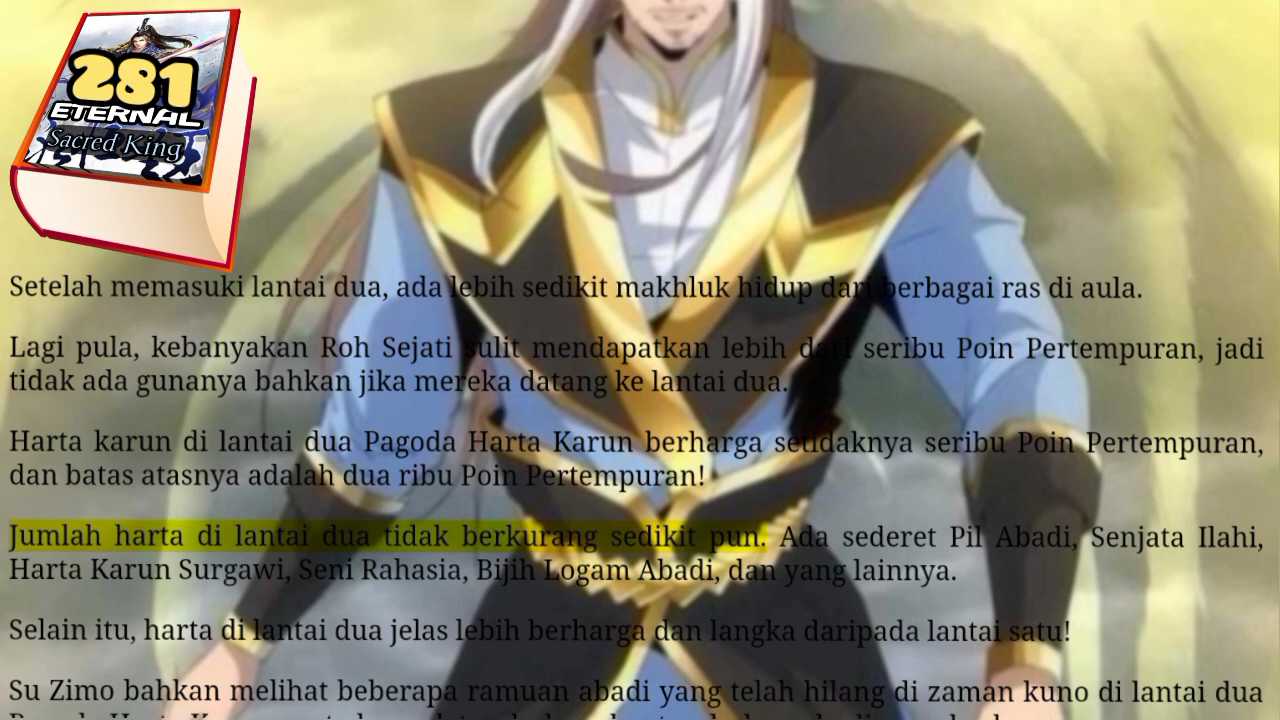 281
ETERNAL
Sacred King
Setelah memasuki lantai dua, ada lebih sedikit makhluk hidup dari berbagai ras di aula.
Lagi pula, kebanyakan Roh Sejati sulit mendapatkan lebih dari seribu Poin Pertempuran, jadi
tidak ada gunanya bahkan jika mereka datang ke lantai dua.
Harta karun di lantai dua Pagoda Harta Karun berharga setidaknya seribu Poin Pertempuran,
dan batas atasnya adalah dua ribu Poin Pertempuran!
Jumlah harta di lantai dua tidak berkurang sedikit pun. Ada sederet Pil Abadi, Senjata Ilahi,
Harta Karun Surgawi, Seni Rahasia, Bijih Logam Abadi, dan yang lainnya.
Selain itu, harta di lantai dua jelas lebih berharga dan langka daripada lantai satu!
Su Zimo bahkan melihat beberapa ramuan abadi yang telah hilang di zaman kuno di lantai dua